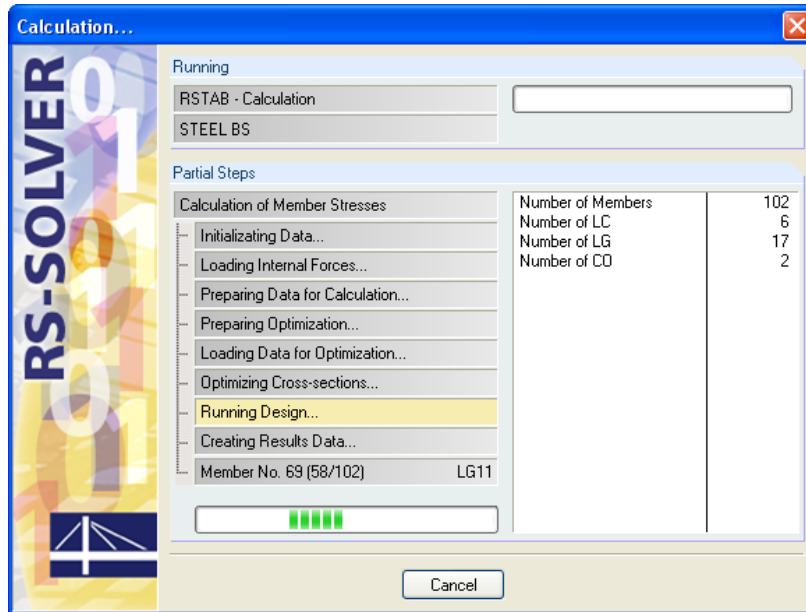 Calculation...
RS-SOLVER
Running
RSTAB - Calculation
STEEL BS
Partial Steps
Calculation of Member Stresses
Initializating Data...
Loading Internal Forces...
Preparing Data for Calculation...
Preparing Optimization...
Loading Data for Optimization...
Optimizing Cross-sections...
Running Design...
Creating Results Data...
Member No. 69 (58/102) LG11
Number of Members 102
Number of LC 6
Number of LG 17
Number of CO 2
Cancel